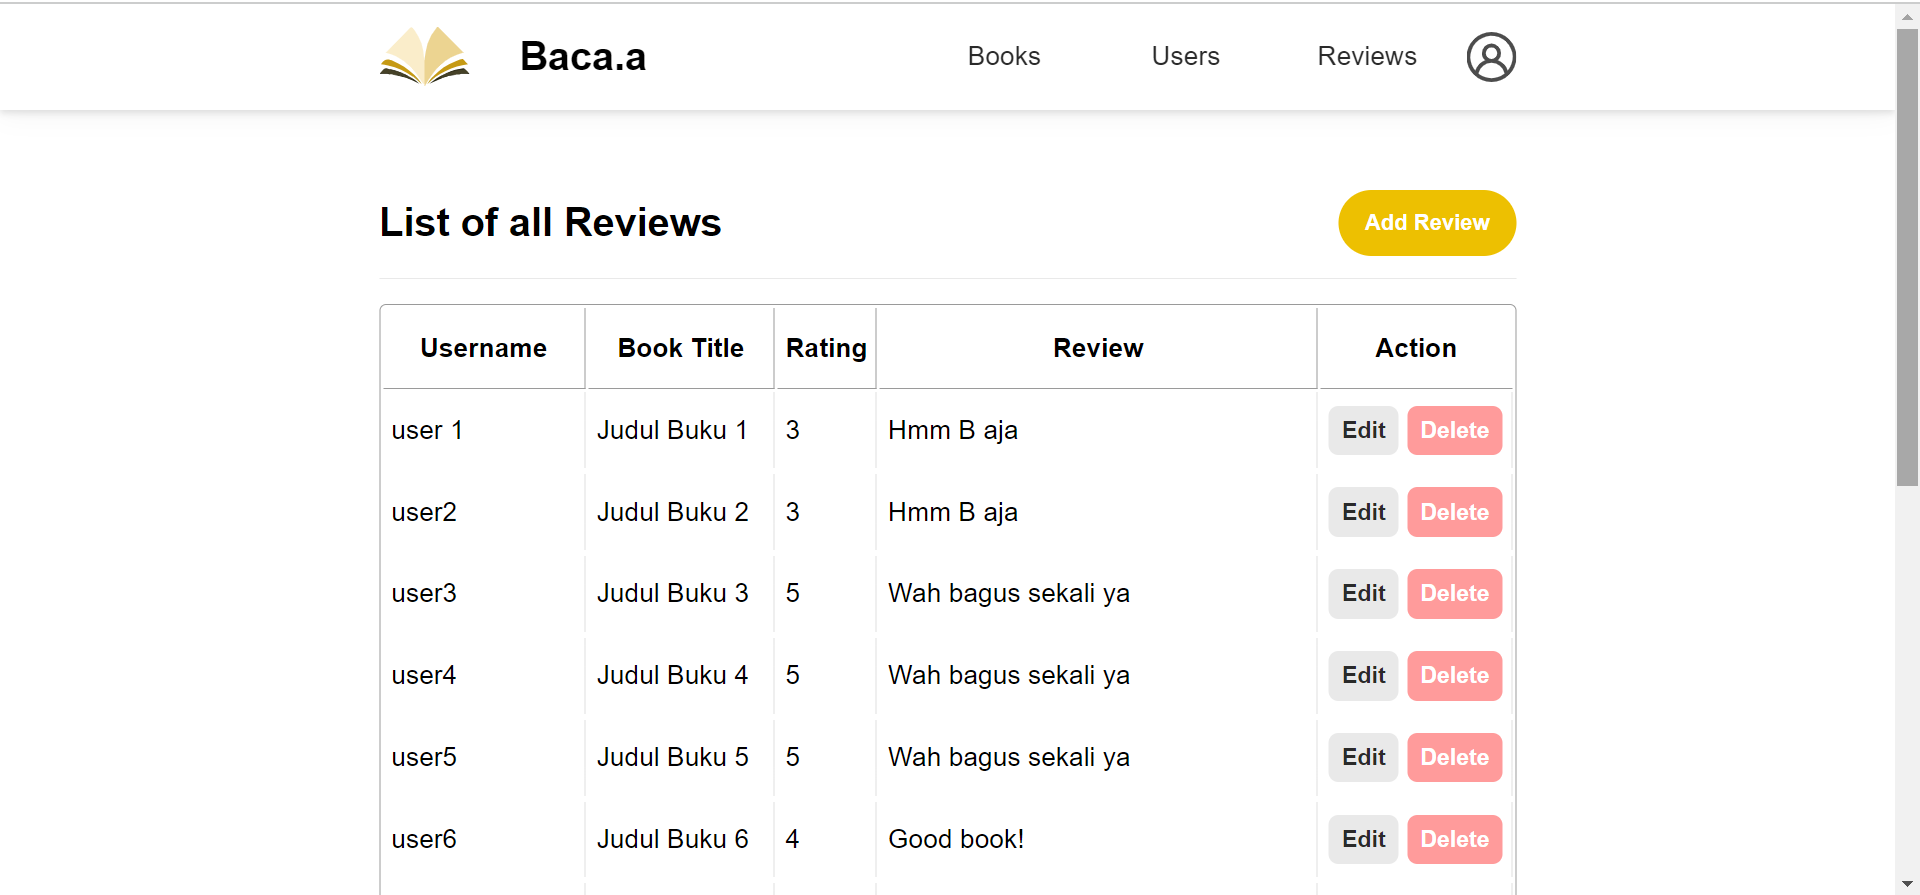 Baca.a Books Users Reviews
List of all Reviews Add Review
Username Book Title Rating Review Action
user 1 Judul Buku 1 3 Hmm B aja Edit Delete
user2 Judul Buku 2 3 Hmm B aja Edit Delete
user3 Judul Buku 3 5 Wah bagus sekali ya Edit Delete
user4 Judul Buku 4 5 Wah bagus sekali ya Edit Delete
user5 Judul Buku 5 5 Wah bagus sekali ya Edit Delete
user6 Judul Buku 6 4 Good book! Edit Delete